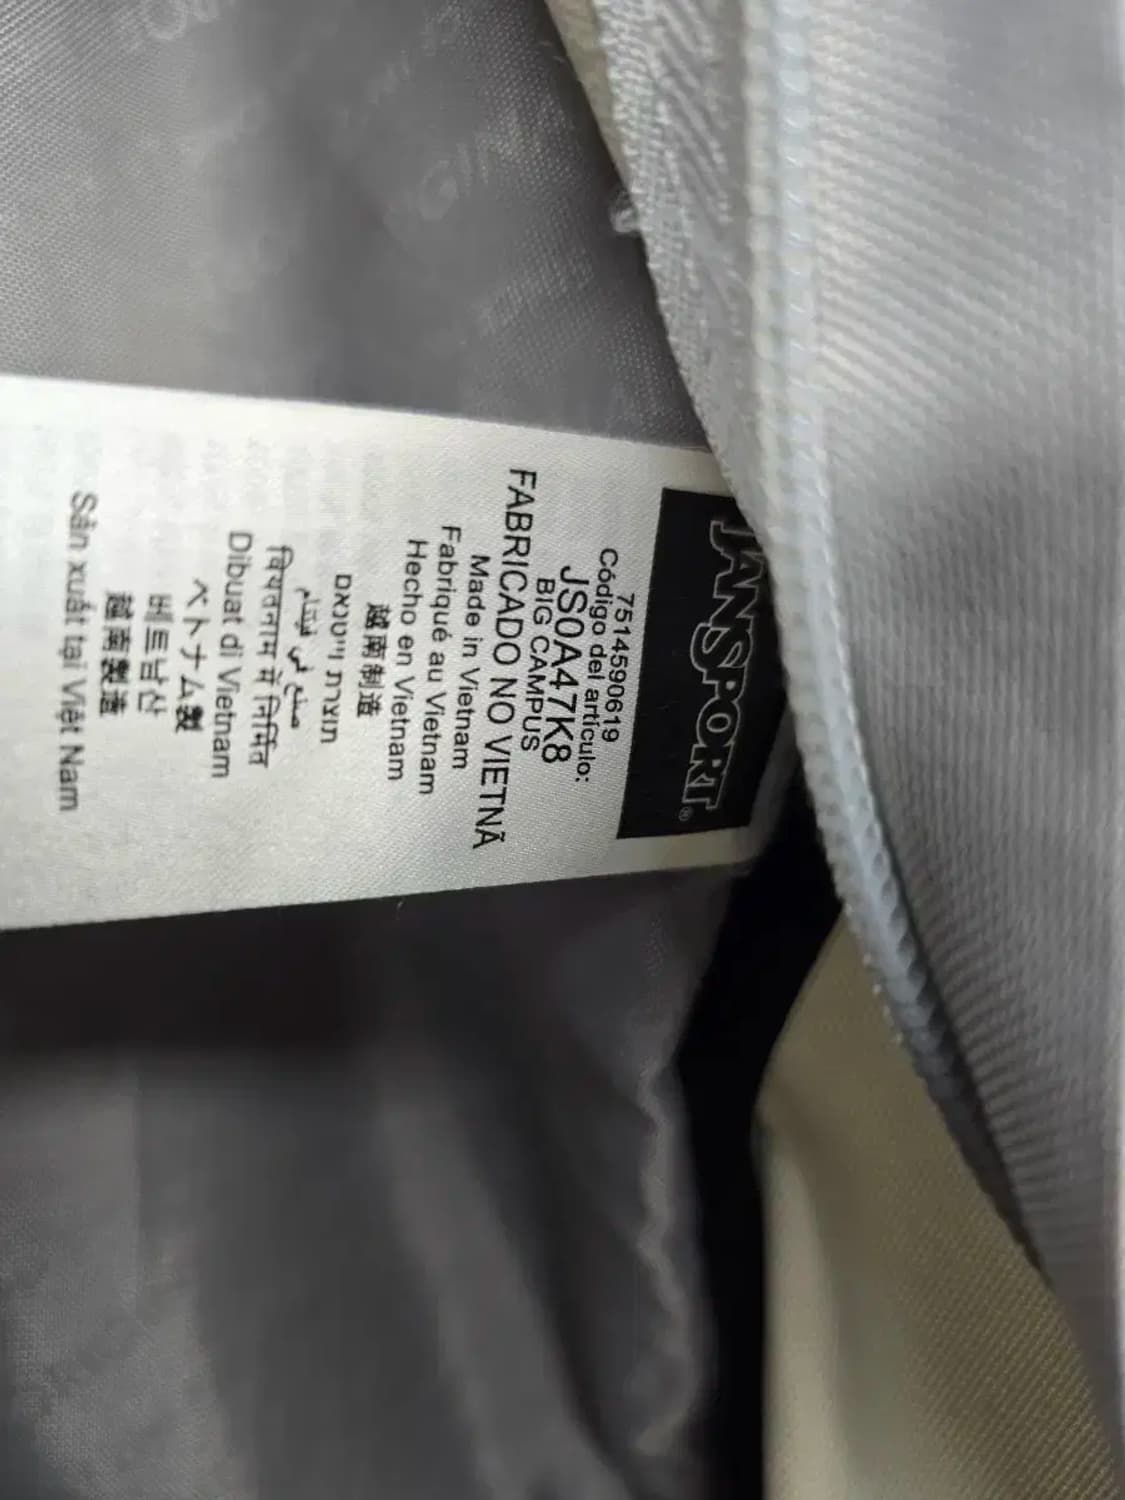 JANSPORT®
7514590619
Código del artículo:
JS0A47K8
BIG CAMPUS
FABRICADO NO VIETNÃ
Made in Vietnam
Fabriqué au Vietnam
Hecho en Vietnam
越南制造
תוצרת וייטנאם
صنع في فيتنام
वियतनाम में निर्मित
Dibuat di Vietnam
ベトナム製
베트남산
越南製造
Sản xuất tại Việt Nam